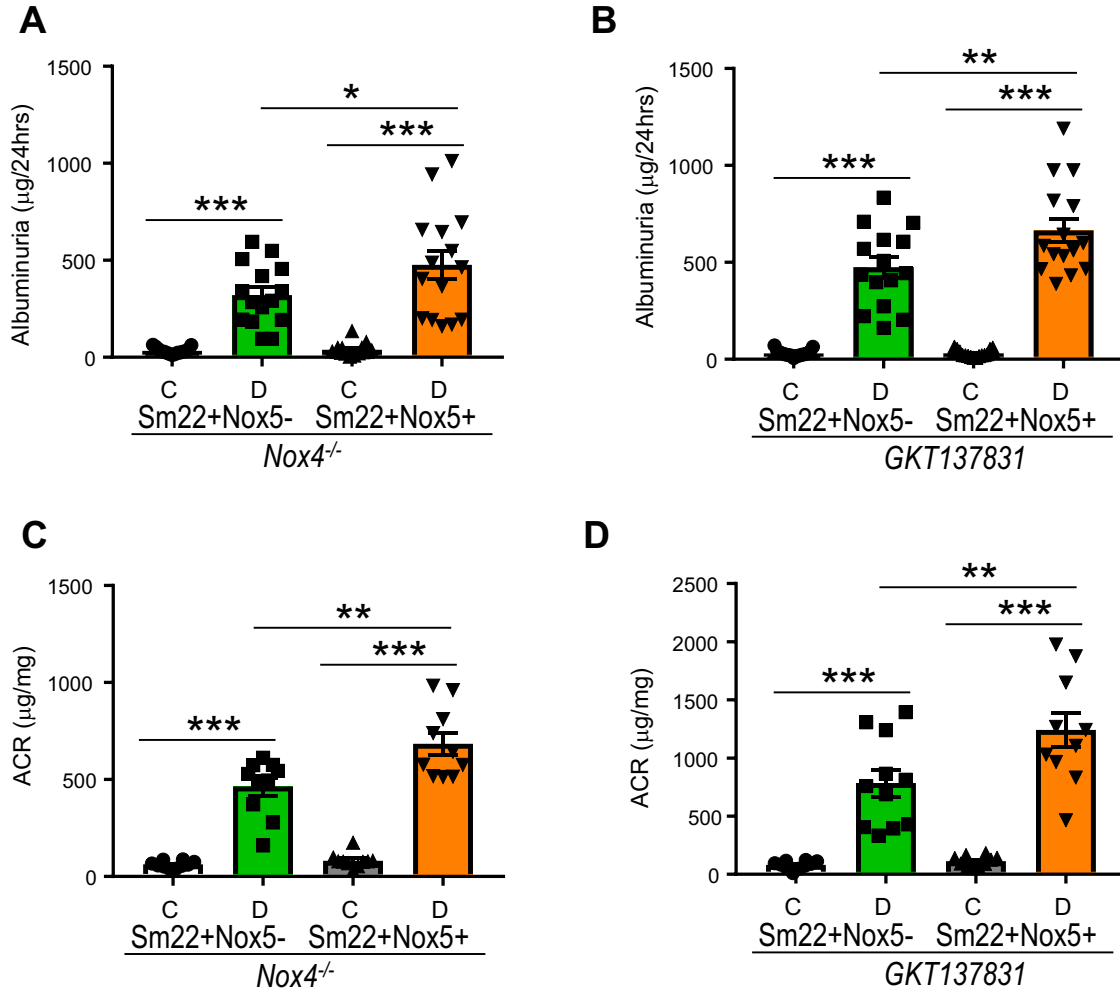 A
Albuminuria (μg/24hrs)
1500
1000
500
0
***
*
***
C D C D
Sm22+Nox5- Sm22+Nox5+
Nox4-/-
B
Albuminuria (μg/24hrs)
1500
1000
500
0
***
**
***
C D C D
Sm22+Nox5- Sm22+Nox5+
GKT137831
C
ACR (μg/mg)
1500
1000
500
0
***
**
***
C D C D
Sm22+Nox5- Sm22+Nox5+
Nox4-/-
D
ACR (μg/mg)
2500
2000
1500
1000
500
0
***
**
***
C D C D
Sm22+Nox5- Sm22+Nox5+
GKT137831